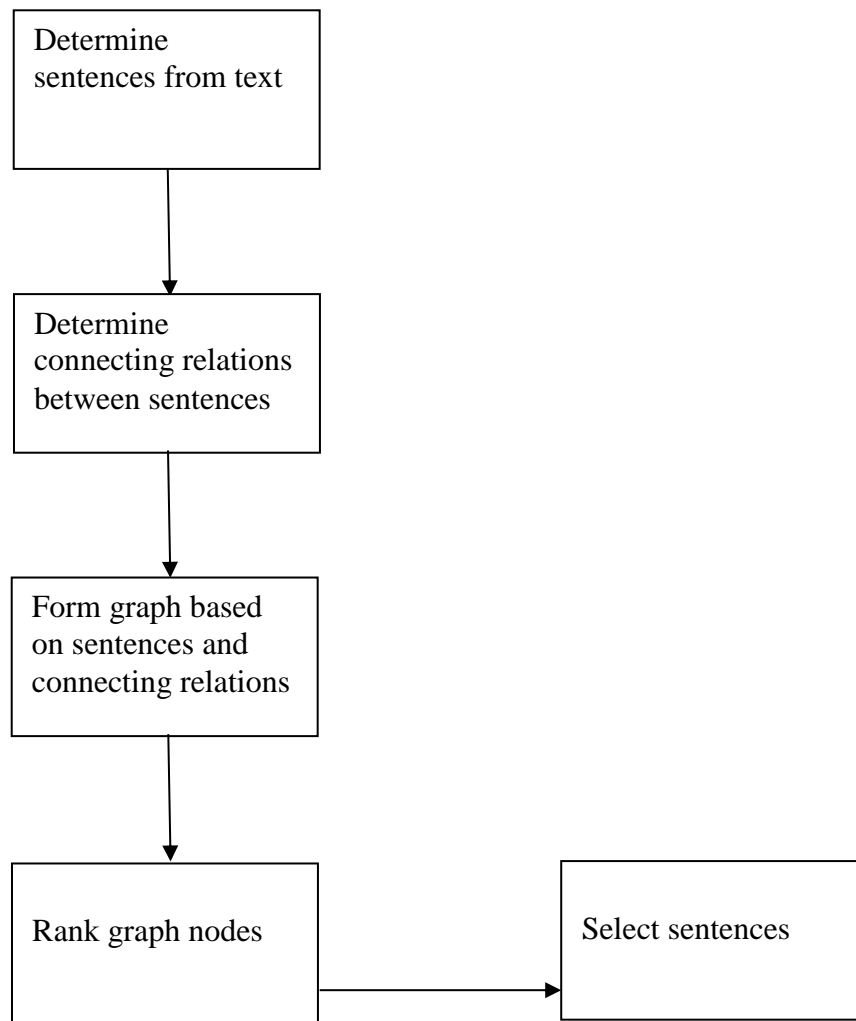 Determine
sentences from text
Determine
connecting relations
between sentences
Form graph based
on sentences and
connecting relations
Rank graph nodes
Select sentences